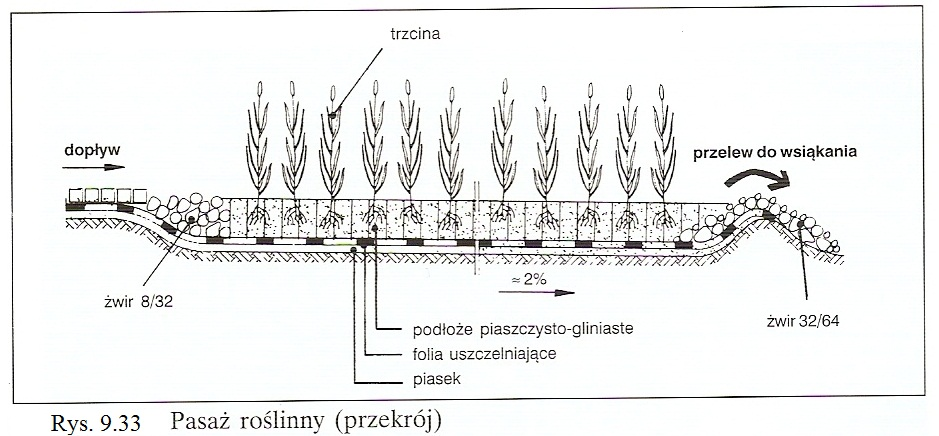 trzcina
dopływ
przelew do wsiąkania
≈ 2%
żwir 8/32
żwir 32/64
podłoże piaszczysto-gliniaste
folia uszczelniające
piasek
Rys. 9.33 Pasaż roślinny (przekrój)